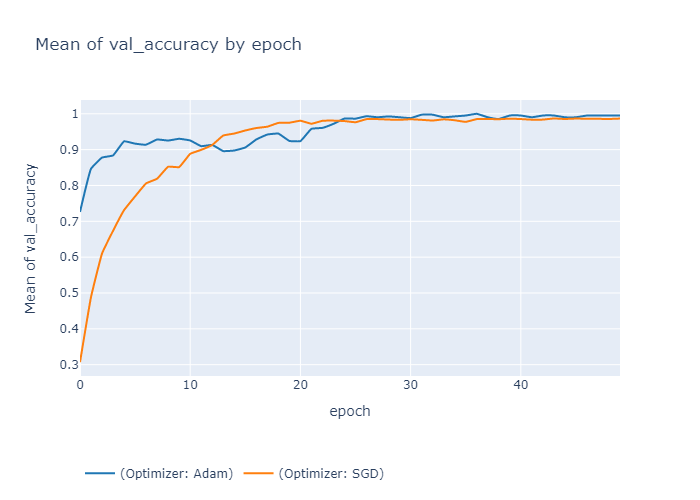 Mean of val_accuracy by epoch
Mean of val_accuracy
1
0.9
0.8
0.7
0.6
0.5
0.4
0.3
0 10 20 30 40
epoch
(Optimizer: Adam) (Optimizer: SGD)